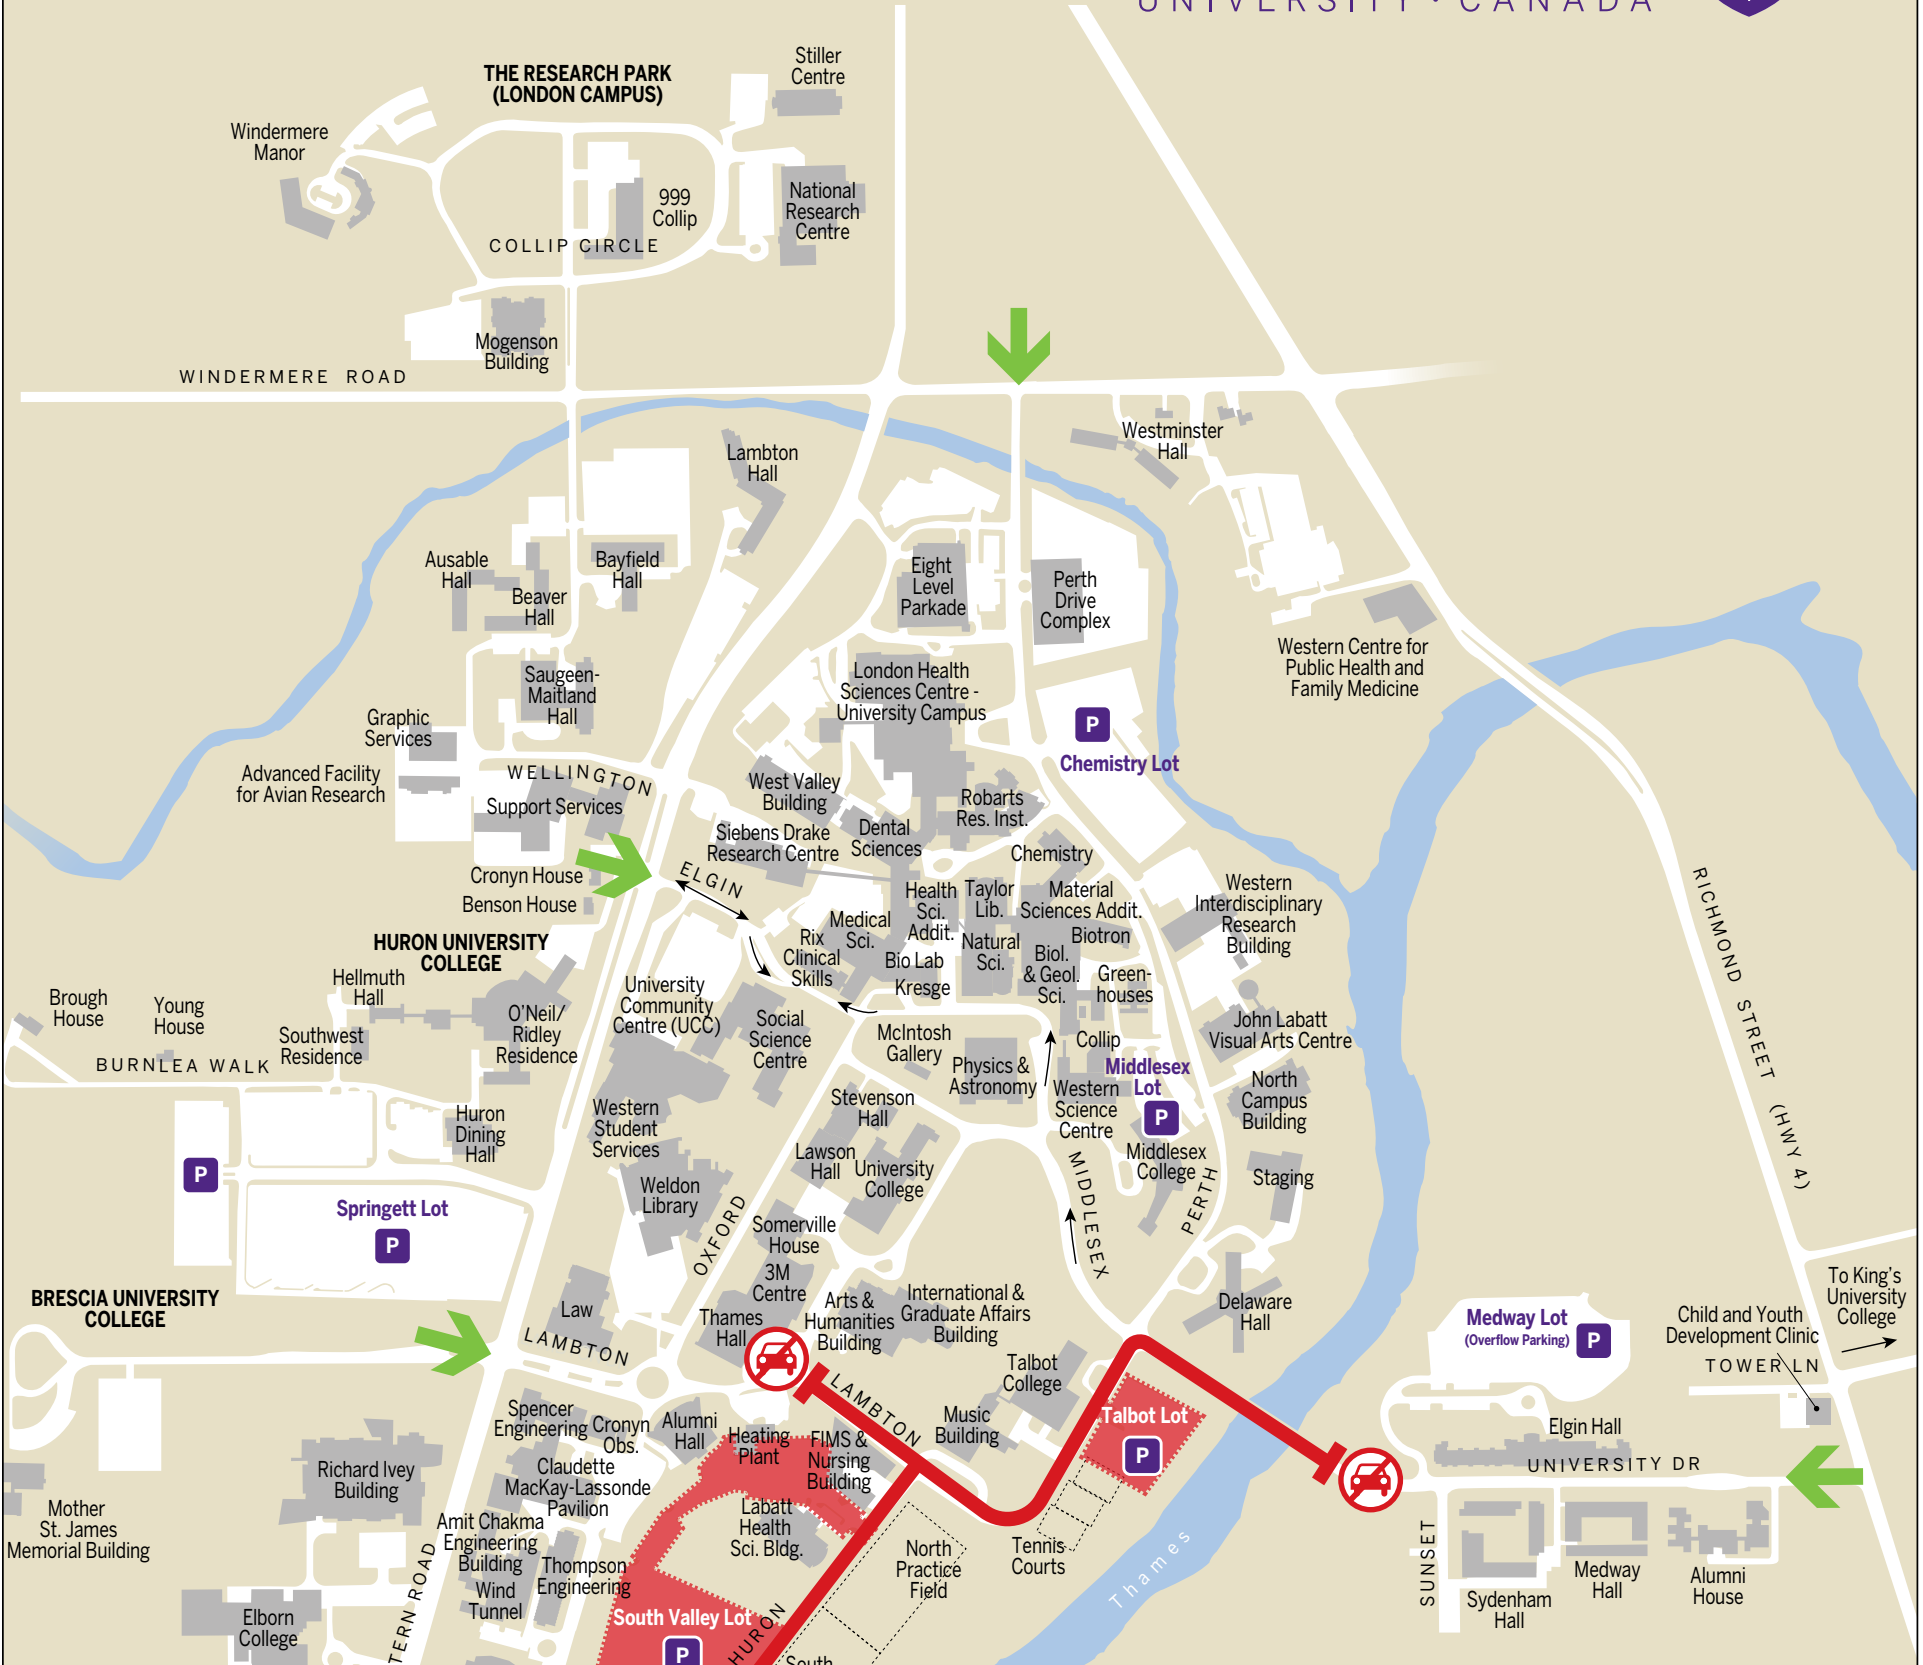 UNIVERSITY · CANADA
THE RESEARCH PARK
(LONDON CAMPUS)
Stiller
Centre
Windermere
Manor
999
Collip
National
Research
Centre
COLLIP CIRCLE
Mogenson
Building
WINDERMERE ROAD
Westminster
Hall
Lambton
Hall
Ausable
Hall
Bayfield
Hall
Beaver
Hall
Eight
Level
Parkade
Perth
Drive
Complex
Western Centre for
Public Health and
Family Medicine
London Health
Sciences Centre -
University Campus
Saugeen-
Maitland
Hall
Graphic
Services
P
Chemistry Lot
Advanced Facility
for Avian Research
WELLINGTON
Support Services
West Valley
Building
Robarts
Res. Inst.
Siebens Drake
Research Centre
Dental
Sciences
Chemistry
Cronyn House
Benson House
ELGIN
Health
Sci.
Addit.
Taylor
Lib.
Material
Sciences Addit.
Western
Interdisciplinary
Research
Building
RICHMOND STREET (HWY 4)
HURON UNIVERSITY
COLLEGE
Medical
Sci.
Rix
Clinical
Skills
Natural
Sci.
Biotron
Bio Lab
Biol.
& Geol.
Sci.
Kresge
Green-
houses
Hellmuth
Hall
University
Community
Centre (UCC)
Brough
House
Young
House
Southwest
Residence
O'Neil/
Ridley
Residence
Social
Science
Centre
McIntosh
Gallery
Collip
John Labatt
Visual Arts Centre
BURNLEA WALK
Physics &
Astronomy
Middlesex
Lot
P
Western
Science
Centre
North
Campus
Building
Huron
Dining
Hall
Western
Student
Services
Stevenson
Hall
Lawson
Hall
University
College
Middlesex
College
MIDDLESEX
PERTH
Staging
P
Springett Lot
P
Weldon
Library
OXFORD
Somerville
House
3M
Centre
BRESCIA UNIVERSITY
COLLEGE
Law
LAMBTON
Thames
Hall
Arts &
Humanities
Building
International &
Graduate Affairs
Building
Delaware
Hall
Medway Lot
(Overflow Parking)
P
Child and Youth
Development Clinic
To King's
University
College
TOWER LN
Talbot
College
LAMBTON
Talbot Lot
P
Spencer
Engineering
Cronyn
Obs.
Alumni
Hall
Music
Building
Heating
Plant
FIMS &
Nursing
Building
Elgin Hall
UNIVERSITY DR
Claudette
MacKay-Lassonde
Pavilion
Richard Ivey
Building
Mother
St. James
Memorial Building
Amit Chakma
Engineering
Building
Labatt
Health
Sci. Bldg.
North
Practice
Field
Tennis
Courts
Thames
SUNSET
Thompson
Engineering
Wind
Tunnel
Medway
Hall
Alumni
House
Sydenham
Hall
Elborn
College
TERN ROAD
South Valley Lot
P
HURON
South